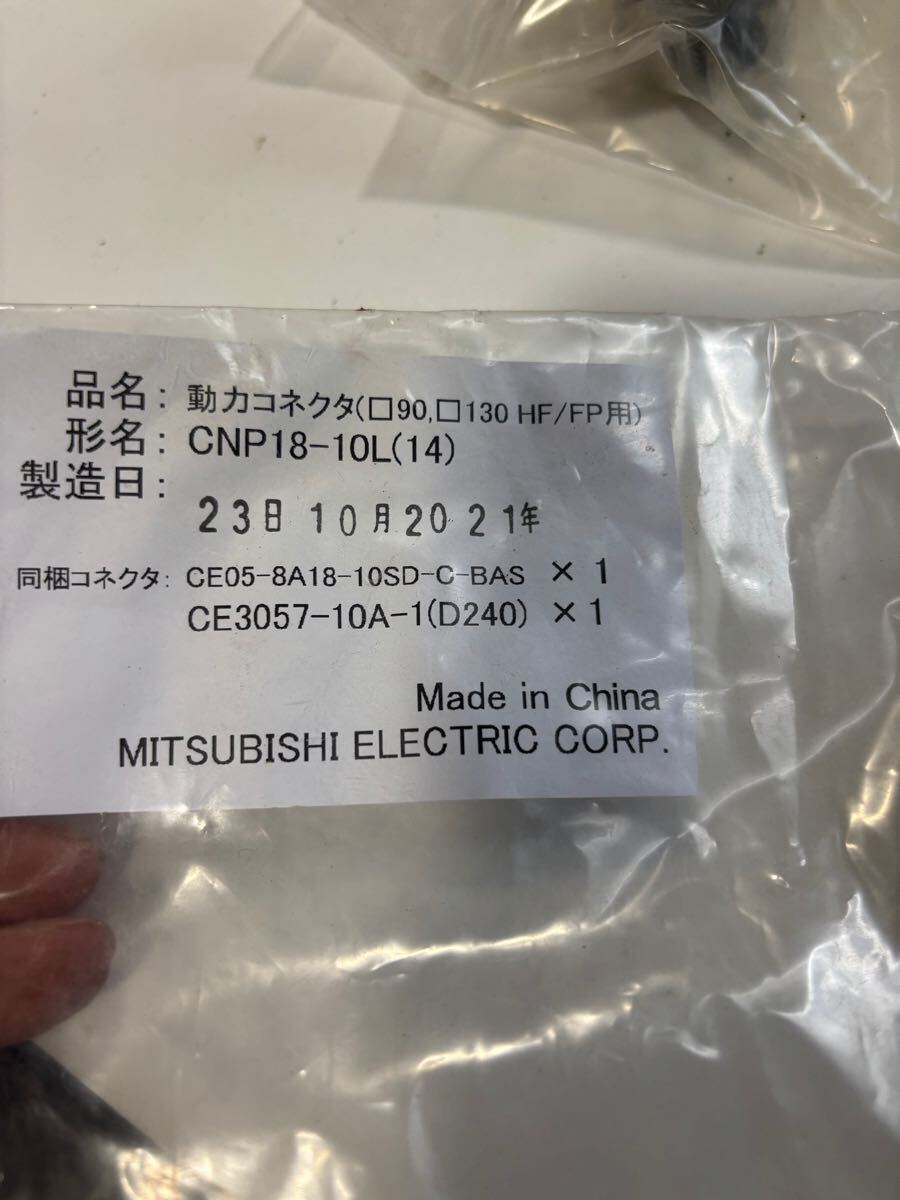 品名: 動力コネクタ(□90,□130 HF/FP用)
形名: CNP18-10L(14)
製造日:
23日 10月2021年
同梱コネクタ: CE05-8A18-10SD-C-BAS × 1
CE3057-10A-1(D240) × 1
Made in China
MITSUBISHI ELECTRIC CORP.